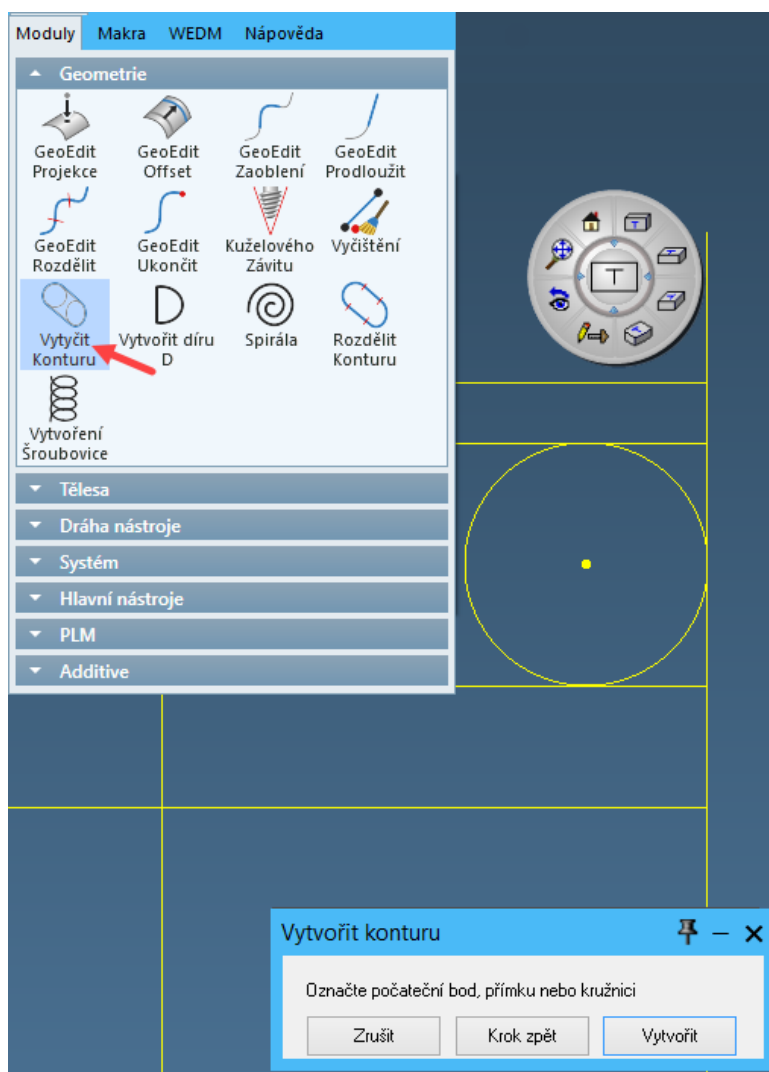 Moduly Makra WEDM Nápověda
Geometrie
GeoEdit GeoEdit GeoEdit GeoEdit
Projekce Offset Zaoblení Prodloužit
GeoEdit GeoEdit Kuželového Vyčištění
Rozdělit Ukončit Závitu
Vytyčit Vytvořit díru Spirála Rozdělit
Konturu D Konturu
Vytvoření
Šroubovice
Tělesa
Dráha nástroje
Systém
Hlavní nástroje
PLM
Additive
Vytvořit konturu
Označte počateční bod, přímku nebo kružnici
Zrušit Krok zpět Vytvořit